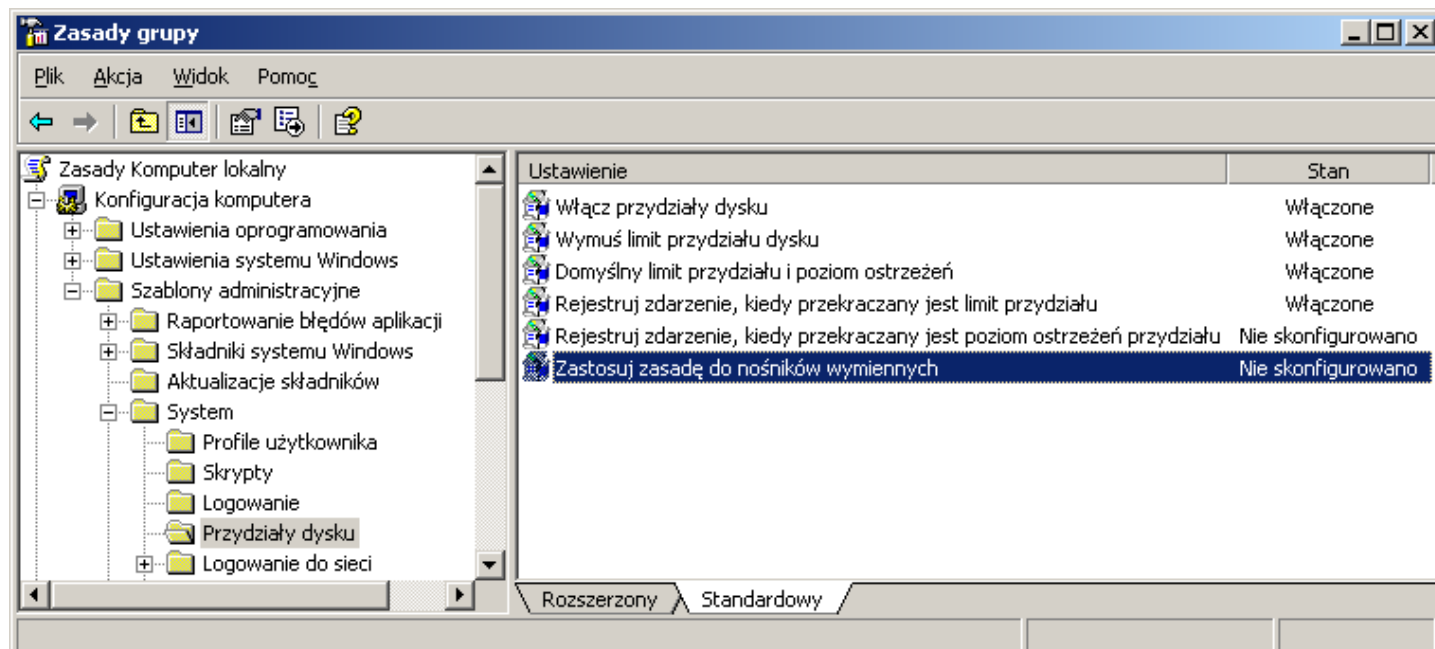 Zasady grupy
Plik Akcja Widok Pomoc
Zasady Komputer lokalny
Konfiguracja komputera
Ustawienia oprogramowania
Ustawienia systemu Windows
Szablony administracyjne
Raportowanie błędów aplikacji
Składniki systemu Windows
Aktualizacje składników
System
Profile użytkownika
Skrypty
Logowanie
Przydziały dysku
Logowanie do sieci
Ustawienie Stan
Włącz przydziały dysku Włączone
Wymuś limit przydziału dysku Włączone
Domyślny limit przydziału i poziom ostrzeżeń Włączone
Rejestruj zdarzenie, kiedy przekraczany jest limit przydziału Włączone
Rejestruj zdarzenie, kiedy przekraczany jest poziom ostrzeżeń przydziału Nie skonfigurowano
Zastosuj zasadę do nośników wymiennych Nie skonfigurowano
Rozszerzony Standardowy